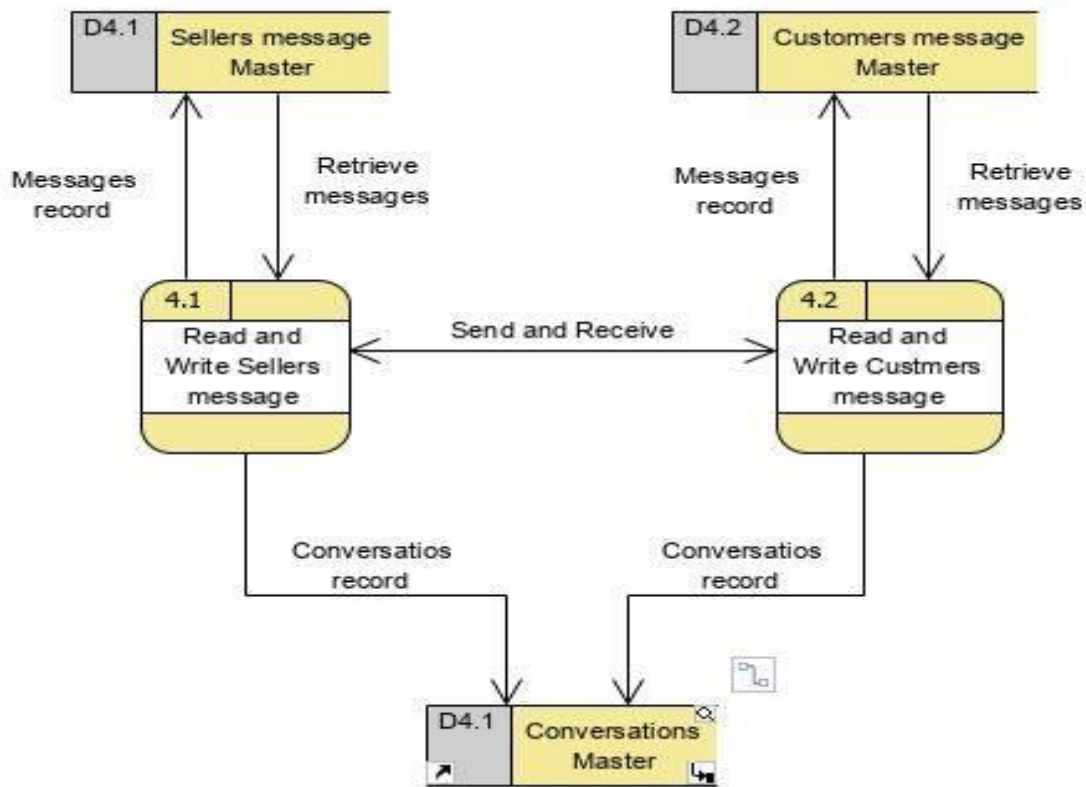 D4.1
Sellers message
Master
D4.2
Customers message
Master
Messages
record
Retrieve
messages
Messages
record
Retrieve
messages
4.1
Read and
Write Sellers
message
Send and Receive
4.2
Read and
Write Custmers
message
Conversatios
record
Conversatios
record
D4.1
Conversations
Master